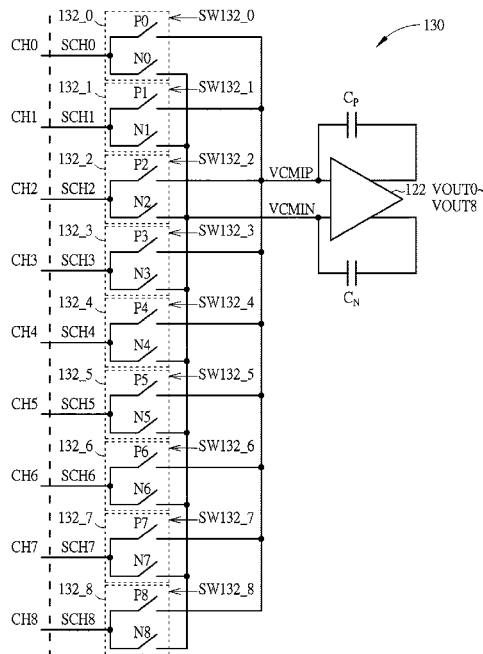 132_0 P0 SW132_0
CH0 SCH0
N0
130
132_1 P1 SW132_1
CH1 SCH1
N1
C_P
132_2 P2 SW132_2
VCMIP
CH2 SCH2
122 VOUT0~
VOUT8
N2
VCMIN
132_3 P3 SW132_3
CH3 SCH3
N3
C_N
132_4 P4 SW132_4
CH4 SCH4
N4
132_5 P5 SW132_5
CH5 SCH5
N5
132_6 P6 SW132_6
CH6 SCH6
N6
132_7 P7 SW132_7
CH7 SCH7
N7
132_8 P8 SW132_8
CH8 SCH8
N8